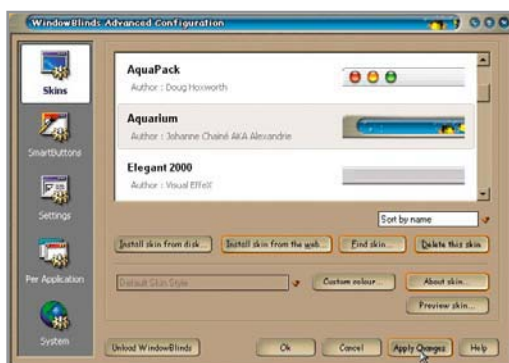 WindowBlinds Advanced Configuration
Skins
SmartButtons
Settings
Per Application
System
AquaPack
Author : Doug Hoxworth
Aquarium
Author : Johanne Chainé AKA Alexandrie
Elegant 2000
Author : Visual EffeX
Sort by name
Install skin from disk... Install skin from the web... Find skin... Delete this skin
Default Skin Style Custom colour... About skin...
Preview skin...
Unload WindowBlinds Ok Cancel Apply Changes Help